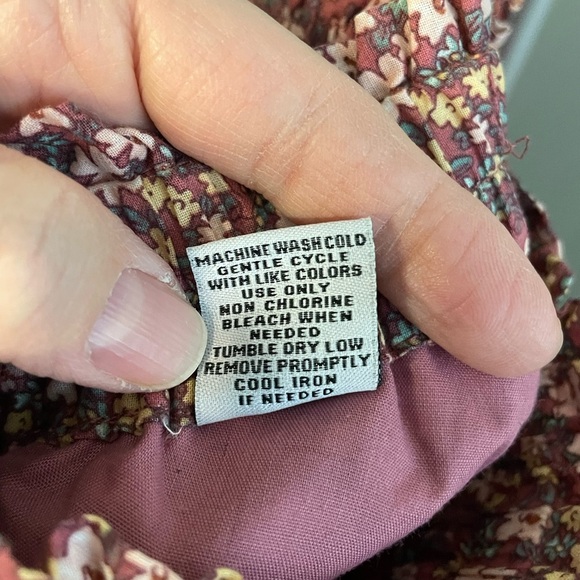 MACHINE WASH COLD
GENTLE CYCLE
WITH LIKE COLORS
USE ONLY
NON CHLORINE
BLEACH WHEN
NEEDED
TUMBLE DRY LOW
REMOVE PROMPTLY
COOL IRON
IF NEEDED